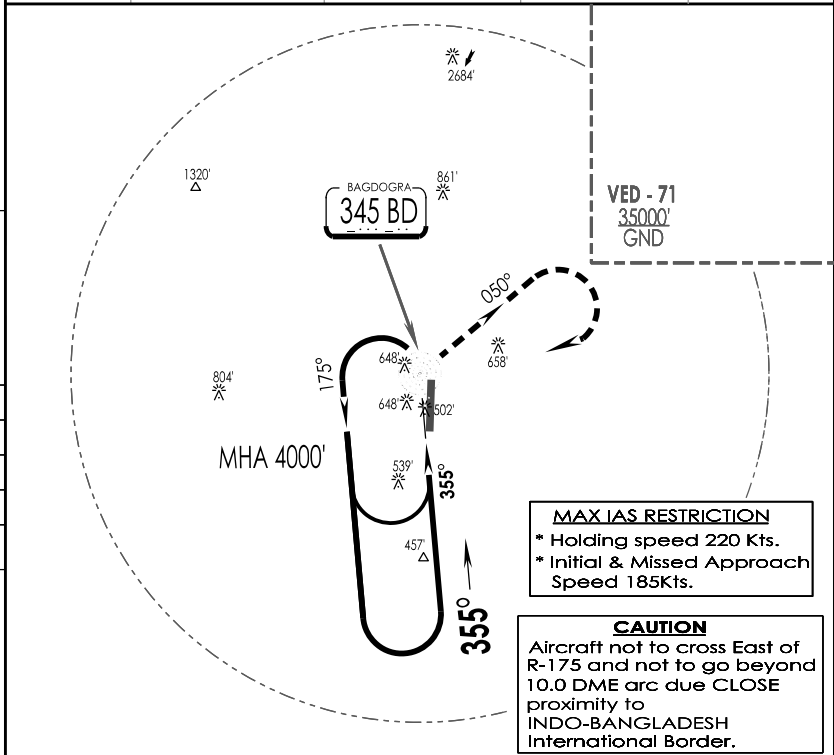 2684'
1320'
861'
BAGDOGRA
345 BD
VED - 71
35000'
GND
050°
648'
658'
175°
804'
648'
502'
MHA 4000'
539'
355°
457'
355°
MAX IAS RESTRICTION
* Holding speed 220 Kts.
* Initial & Missed Approach
Speed 185Kts.
CAUTION
Aircraft not to cross East of
R-175 and not to go beyond
10.0 DME arc due CLOSE
proximity to
INDO-BANGLADESH
International Border.